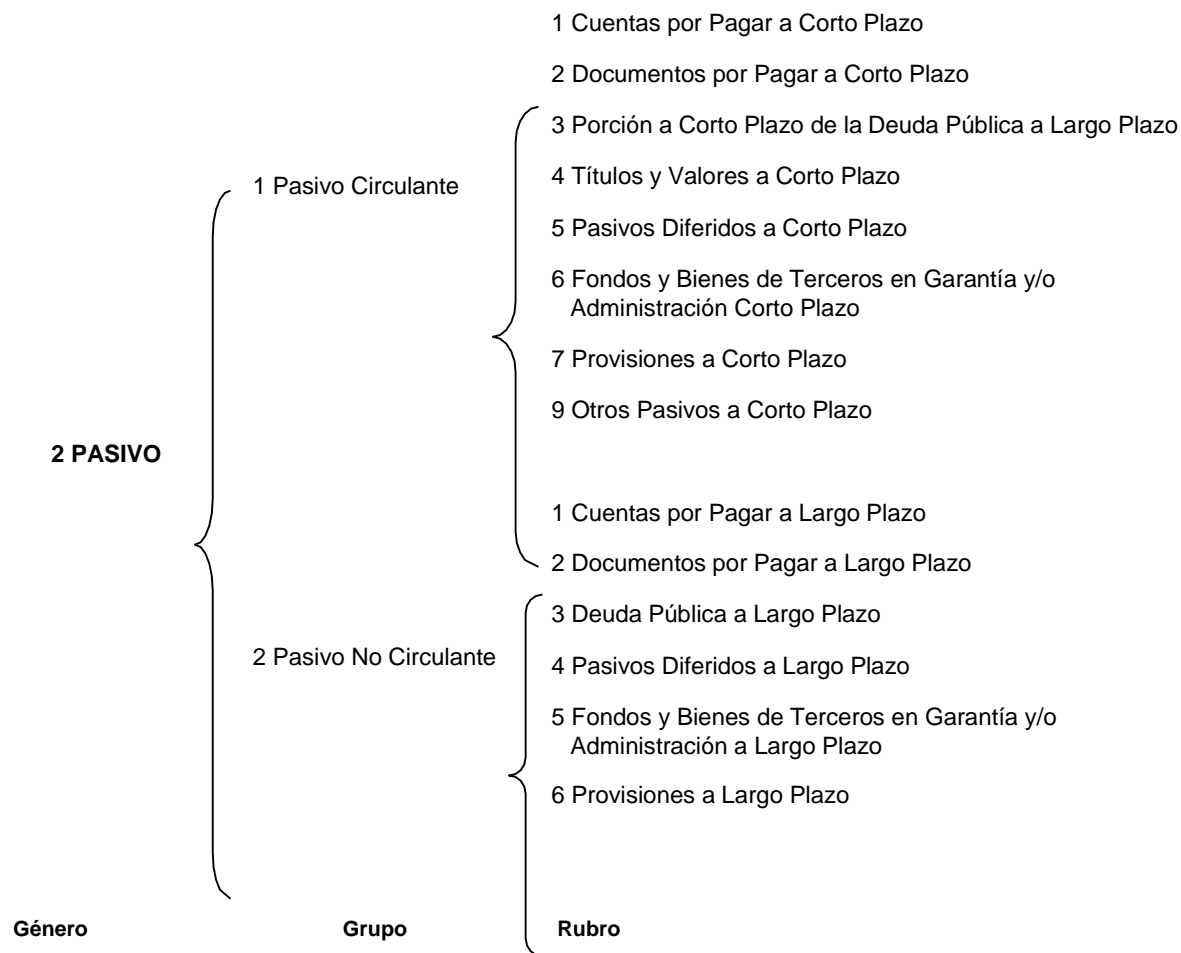 2 PASIVO
1 Pasivo Circulante
1 Cuentas por Pagar a Corto Plazo
2 Documentos por Pagar a Corto Plazo
3 Porción a Corto Plazo de la Deuda Pública a Largo Plazo
4 Títulos y Valores a Corto Plazo
5 Pasivos Diferidos a Corto Plazo
6 Fondos y Bienes de Terceros en Garantía y/o
Administración Corto Plazo
7 Provisiones a Corto Plazo
9 Otros Pasivos a Corto Plazo
2 Pasivo No Circulante
1 Cuentas por Pagar a Largo Plazo
2 Documentos por Pagar a Largo Plazo
3 Deuda Pública a Largo Plazo
4 Pasivos Diferidos a Largo Plazo
5 Fondos y Bienes de Terceros en Garantía y/o
Administración a Largo Plazo
6 Provisiones a Largo Plazo
Género Grupo Rubro